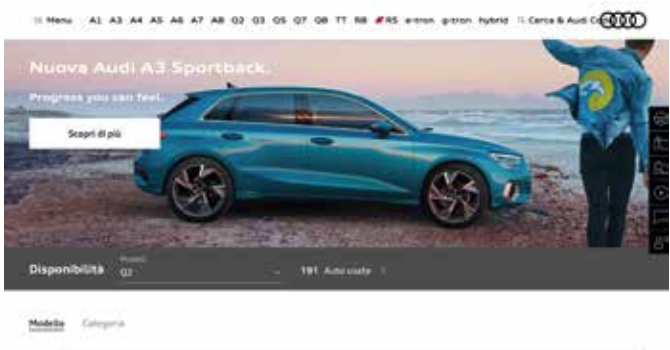 Menu A1 A3 A4 A5 A6 A7 A8 Q2 Q3 Q5 Q7 Q8 TT R8 RS e-tron g-tron hybrid Cerca & Audi
Nuova Audi A3 Sportback.
Progress you can feel.
Scopri di più
Modello
Disponibilità Q2 191 Auto usate
Modello Categoria